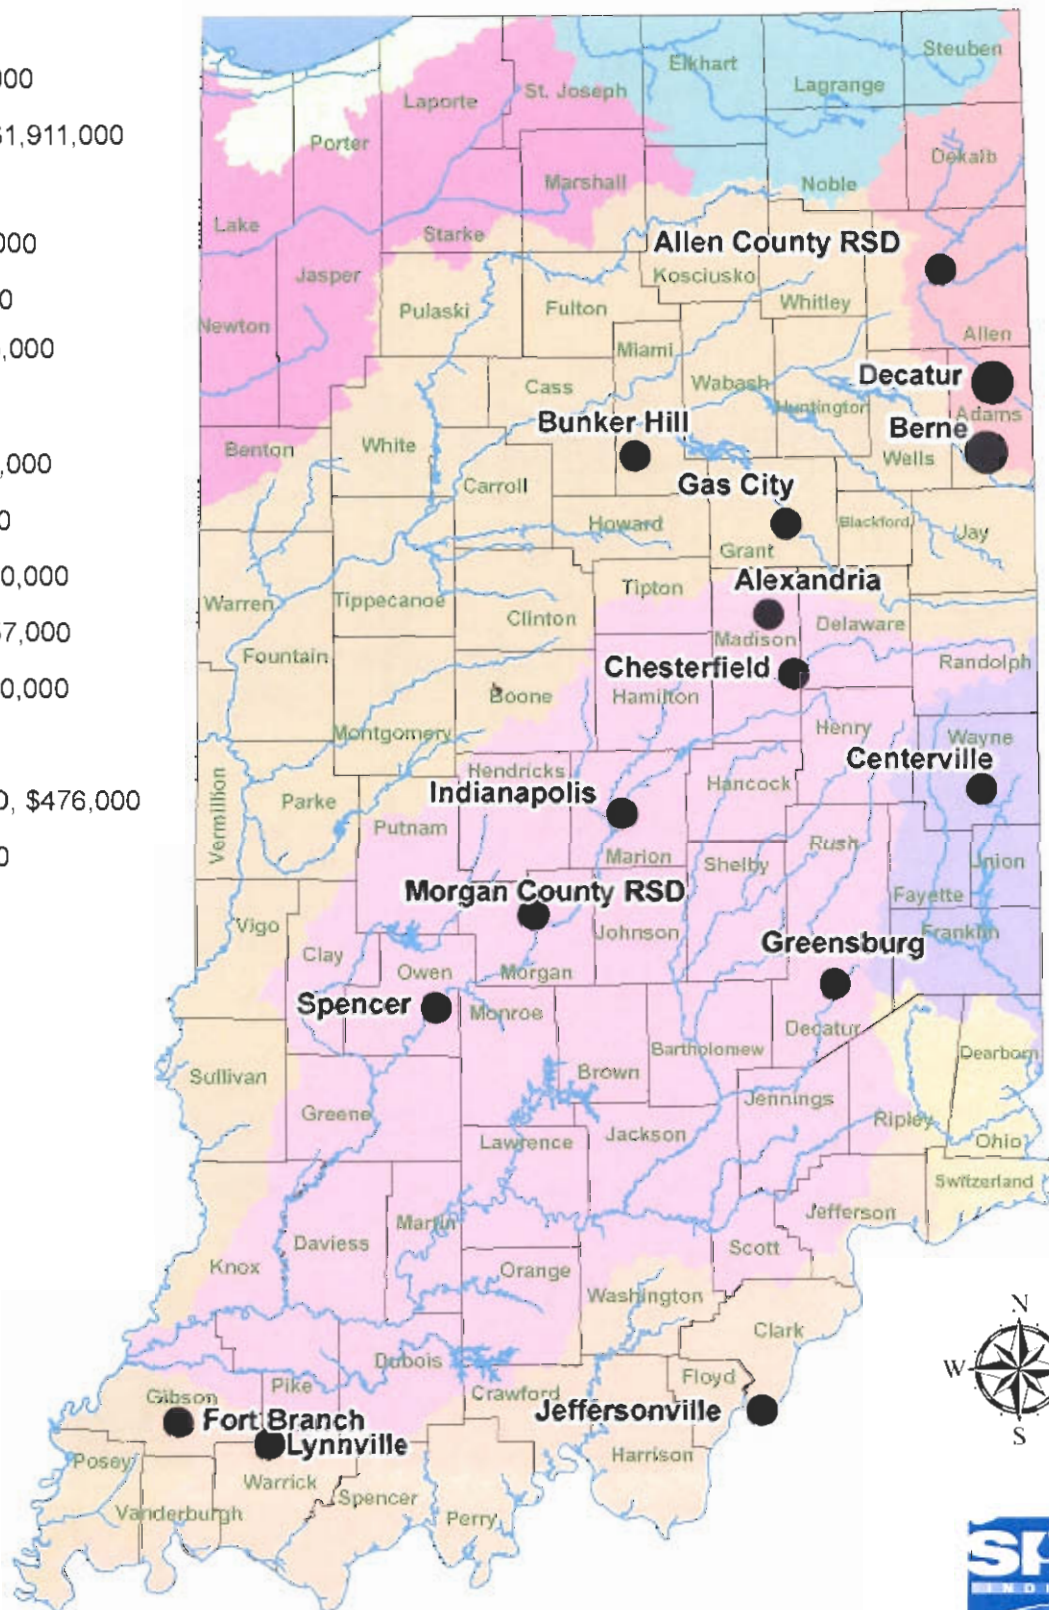 000
$1,911,000
000
0
,000
,000
0
0,000
7,000
0,000
0, $476,000
0
Steuben
Elkhart
Lagrange
St. Joseph
Laporte
Porter
Dekalb
Marshall
Noble
Lake
Starke
Allen County RSD
Jasper
Kosciusko
Whitley
Pulaski
Fulton
Newton
Allen
Miami
Decatur
Cass
Wabash
Huntington
Adams
Bunker Hill
Berne
White
Benton
Wells
Carroll
Gas City
Howard
Blackford
Jay
Grant
Alexandria
Tipton
Warren
Tippecanoe
Clinton
Delaware
Madison
Fountain
Chesterfield
Randolph
Boone
Hamilton
Henry
Montgomery
Wayne
Centerville
Hendricks
Hancock
Indianapolis
Vermillion
Parke
Putnam
Marion
Rush
Shelby
Union
Morgan County RSD
Fayette
Vigo
Johnson
Franklin
Greensburg
Clay
Owen
Morgan
Spencer
Monroe
Decatur
Bartholomew
Dearborn
Sullivan
Brown
Greene
Jennings
Jackson
Ripley
Lawrence
Ohio
Switzerland
Martin
Jefferson
Daviess
Scott
Knox
Orange
Washington
N
Clark
W
Dubois
Floyd
Pike
Gibson
Crawford
Jeffersonville
Fort Branch
S
Lynnville
Harrison
Posey
Warrick
Spencer
Vanderburgh
Perry